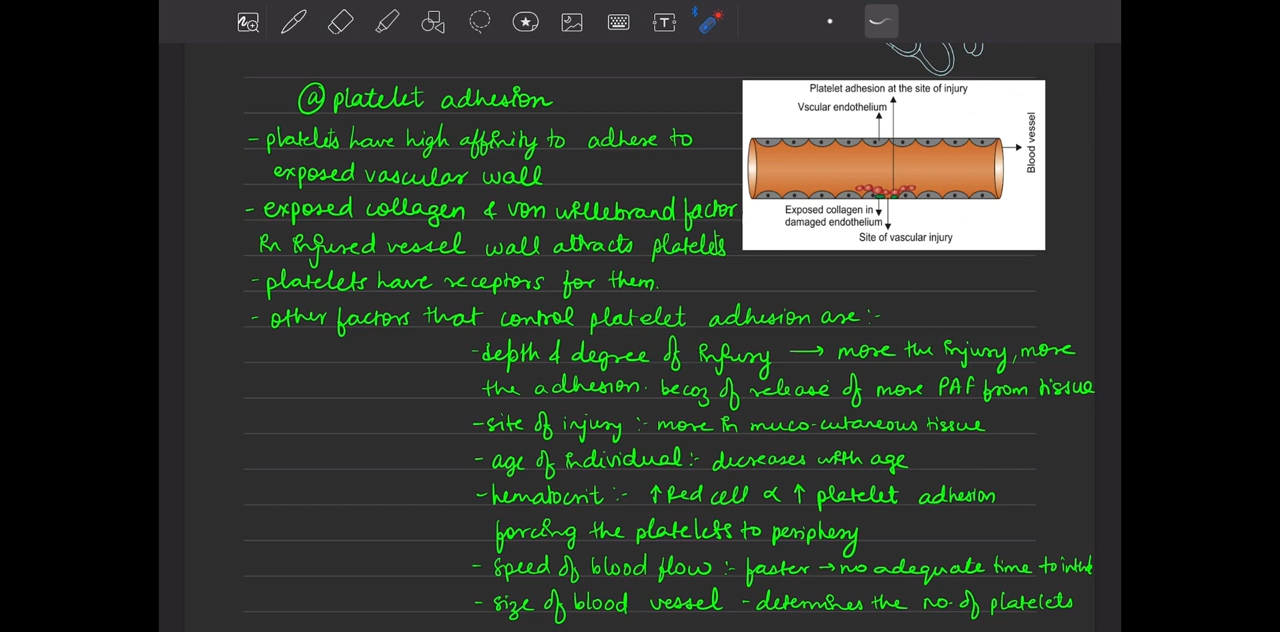 ⓐ platelet adhesion
- platelets have high affinity to adhere to
exposed vascular wall
- exposed collagen & von willebrand factor
in injured vessel wall attracts platelets
- platelets have receptors for them.
- other factors that control platelet adhesion are :-
- depth & degree of injury → more the injury, more
the adhesion. becoz of release of more PAF from tissue
- site of injury :- more in muco-cutaneous tissue
- age of individual :- decreases with age
- hematocrit :- ↑ Red cell ∝ ↑ platelet adhesion
forcing the platelets to periphery
- speed of blood flow :- faster → no adequate time to
- size of blood vessel - determines the no. of platelets
Platelet adhesion at the site of injury
Vscular endothelium
Blood vessel
Exposed collagen in
damaged endothelium
Site of vascular injury
T